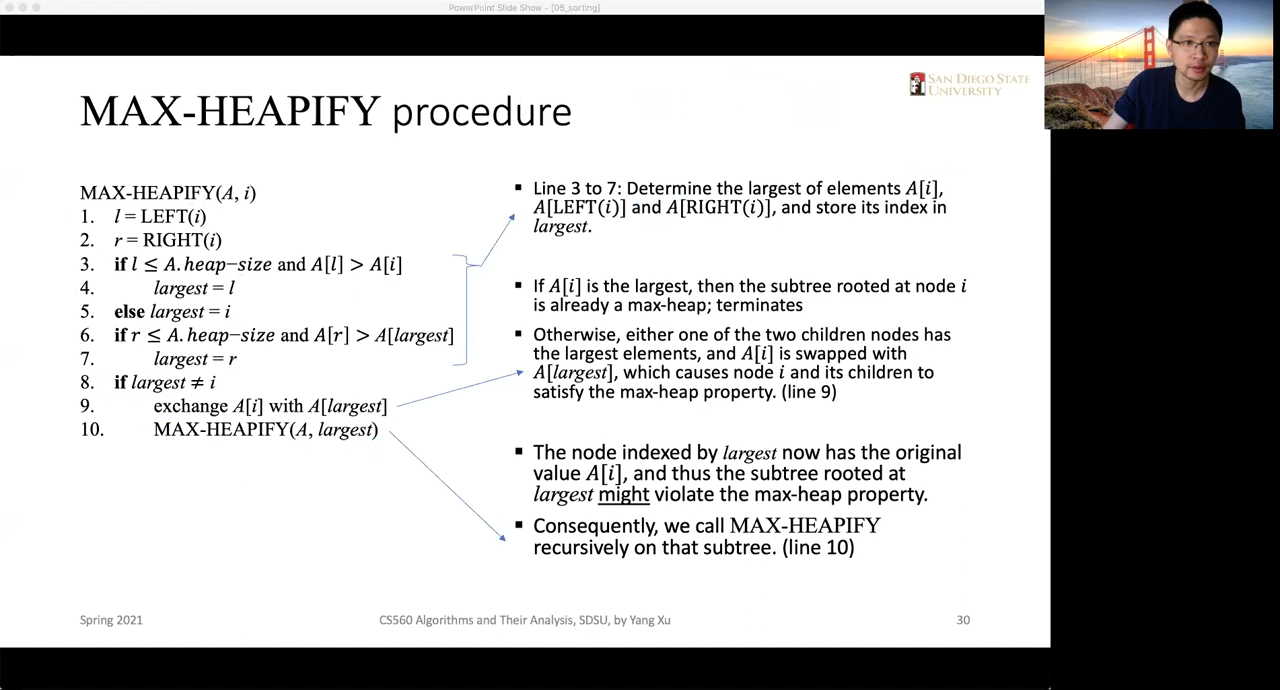 PowerPoint Slide Show - [05_sorting]
SAN DIEGO STATE
UNIVERSITY
MAX-HEAPIFY procedure
MAX-HEAPIFY(A, i)
1. l = LEFT(i)
2. r = RIGHT(i)
3. if l ≤ A.heap−size and A[l] > A[i]
4. largest = l
5. else largest = i
6. if r ≤ A.heap−size and A[r] > A[largest]
7. largest = r
8. if largest ≠ i
9. exchange A[i] with A[largest]
10. MAX-HEAPIFY(A, largest)
▪ Line 3 to 7: Determine the largest of elements A[i],
A[LEFT(i)] and A[RIGHT(i)], and store its index in
largest.
▪ If A[i] is the largest, then the subtree rooted at node i
is already a max-heap; terminates
▪ Otherwise, either one of the two children nodes has
the largest elements, and A[i] is swapped with
A[largest], which causes node i and its children to
satisfy the max-heap property. (line 9)
▪ The node indexed by largest now has the original
value A[i], and thus the subtree rooted at
largest might violate the max-heap property.
▪ Consequently, we call MAX-HEAPIFY
recursively on that subtree. (line 10)
Spring 2021
CS560 Algorithms and Their Analysis, SDSU, by Yang Xu
30